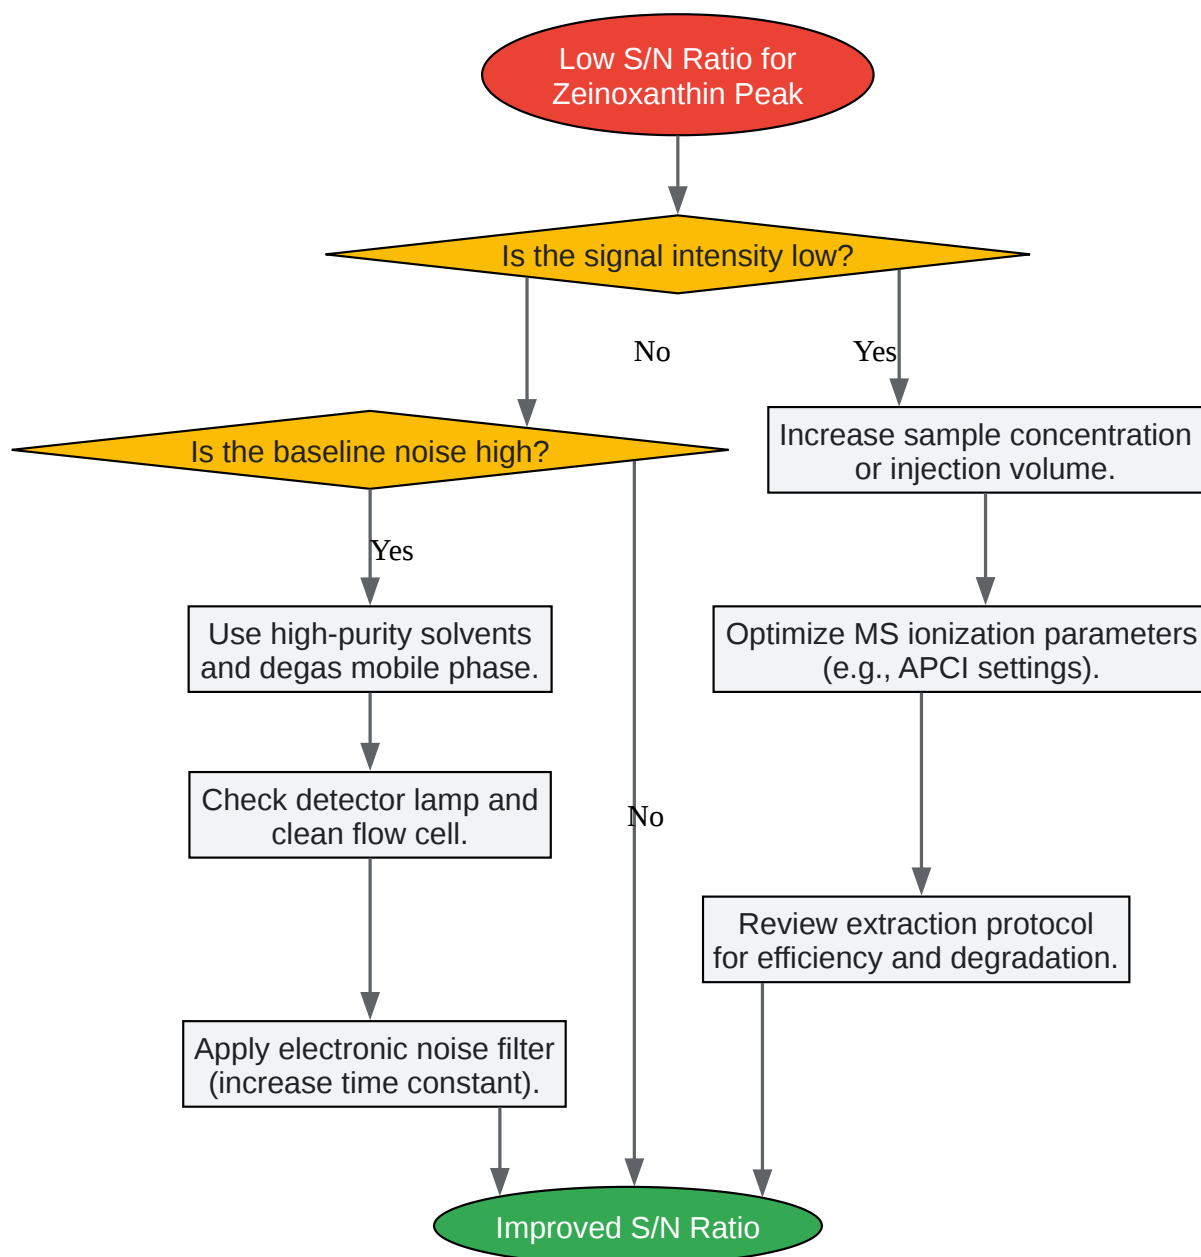 Low S/N Ratio for
Zeinoxanthin Peak
Is the signal intensity low?
No
Yes
Is the baseline noise high?
Increase sample concentration
or injection volume.
Yes
Use high-purity solvents
and degas mobile phase.
Optimize MS ionization parameters
(e.g., APCI settings).
Check detector lamp and
clean flow cell.
No
Review extraction protocol
for efficiency and degradation.
Apply electronic noise filter
(increase time constant).
Improved S/N Ratio